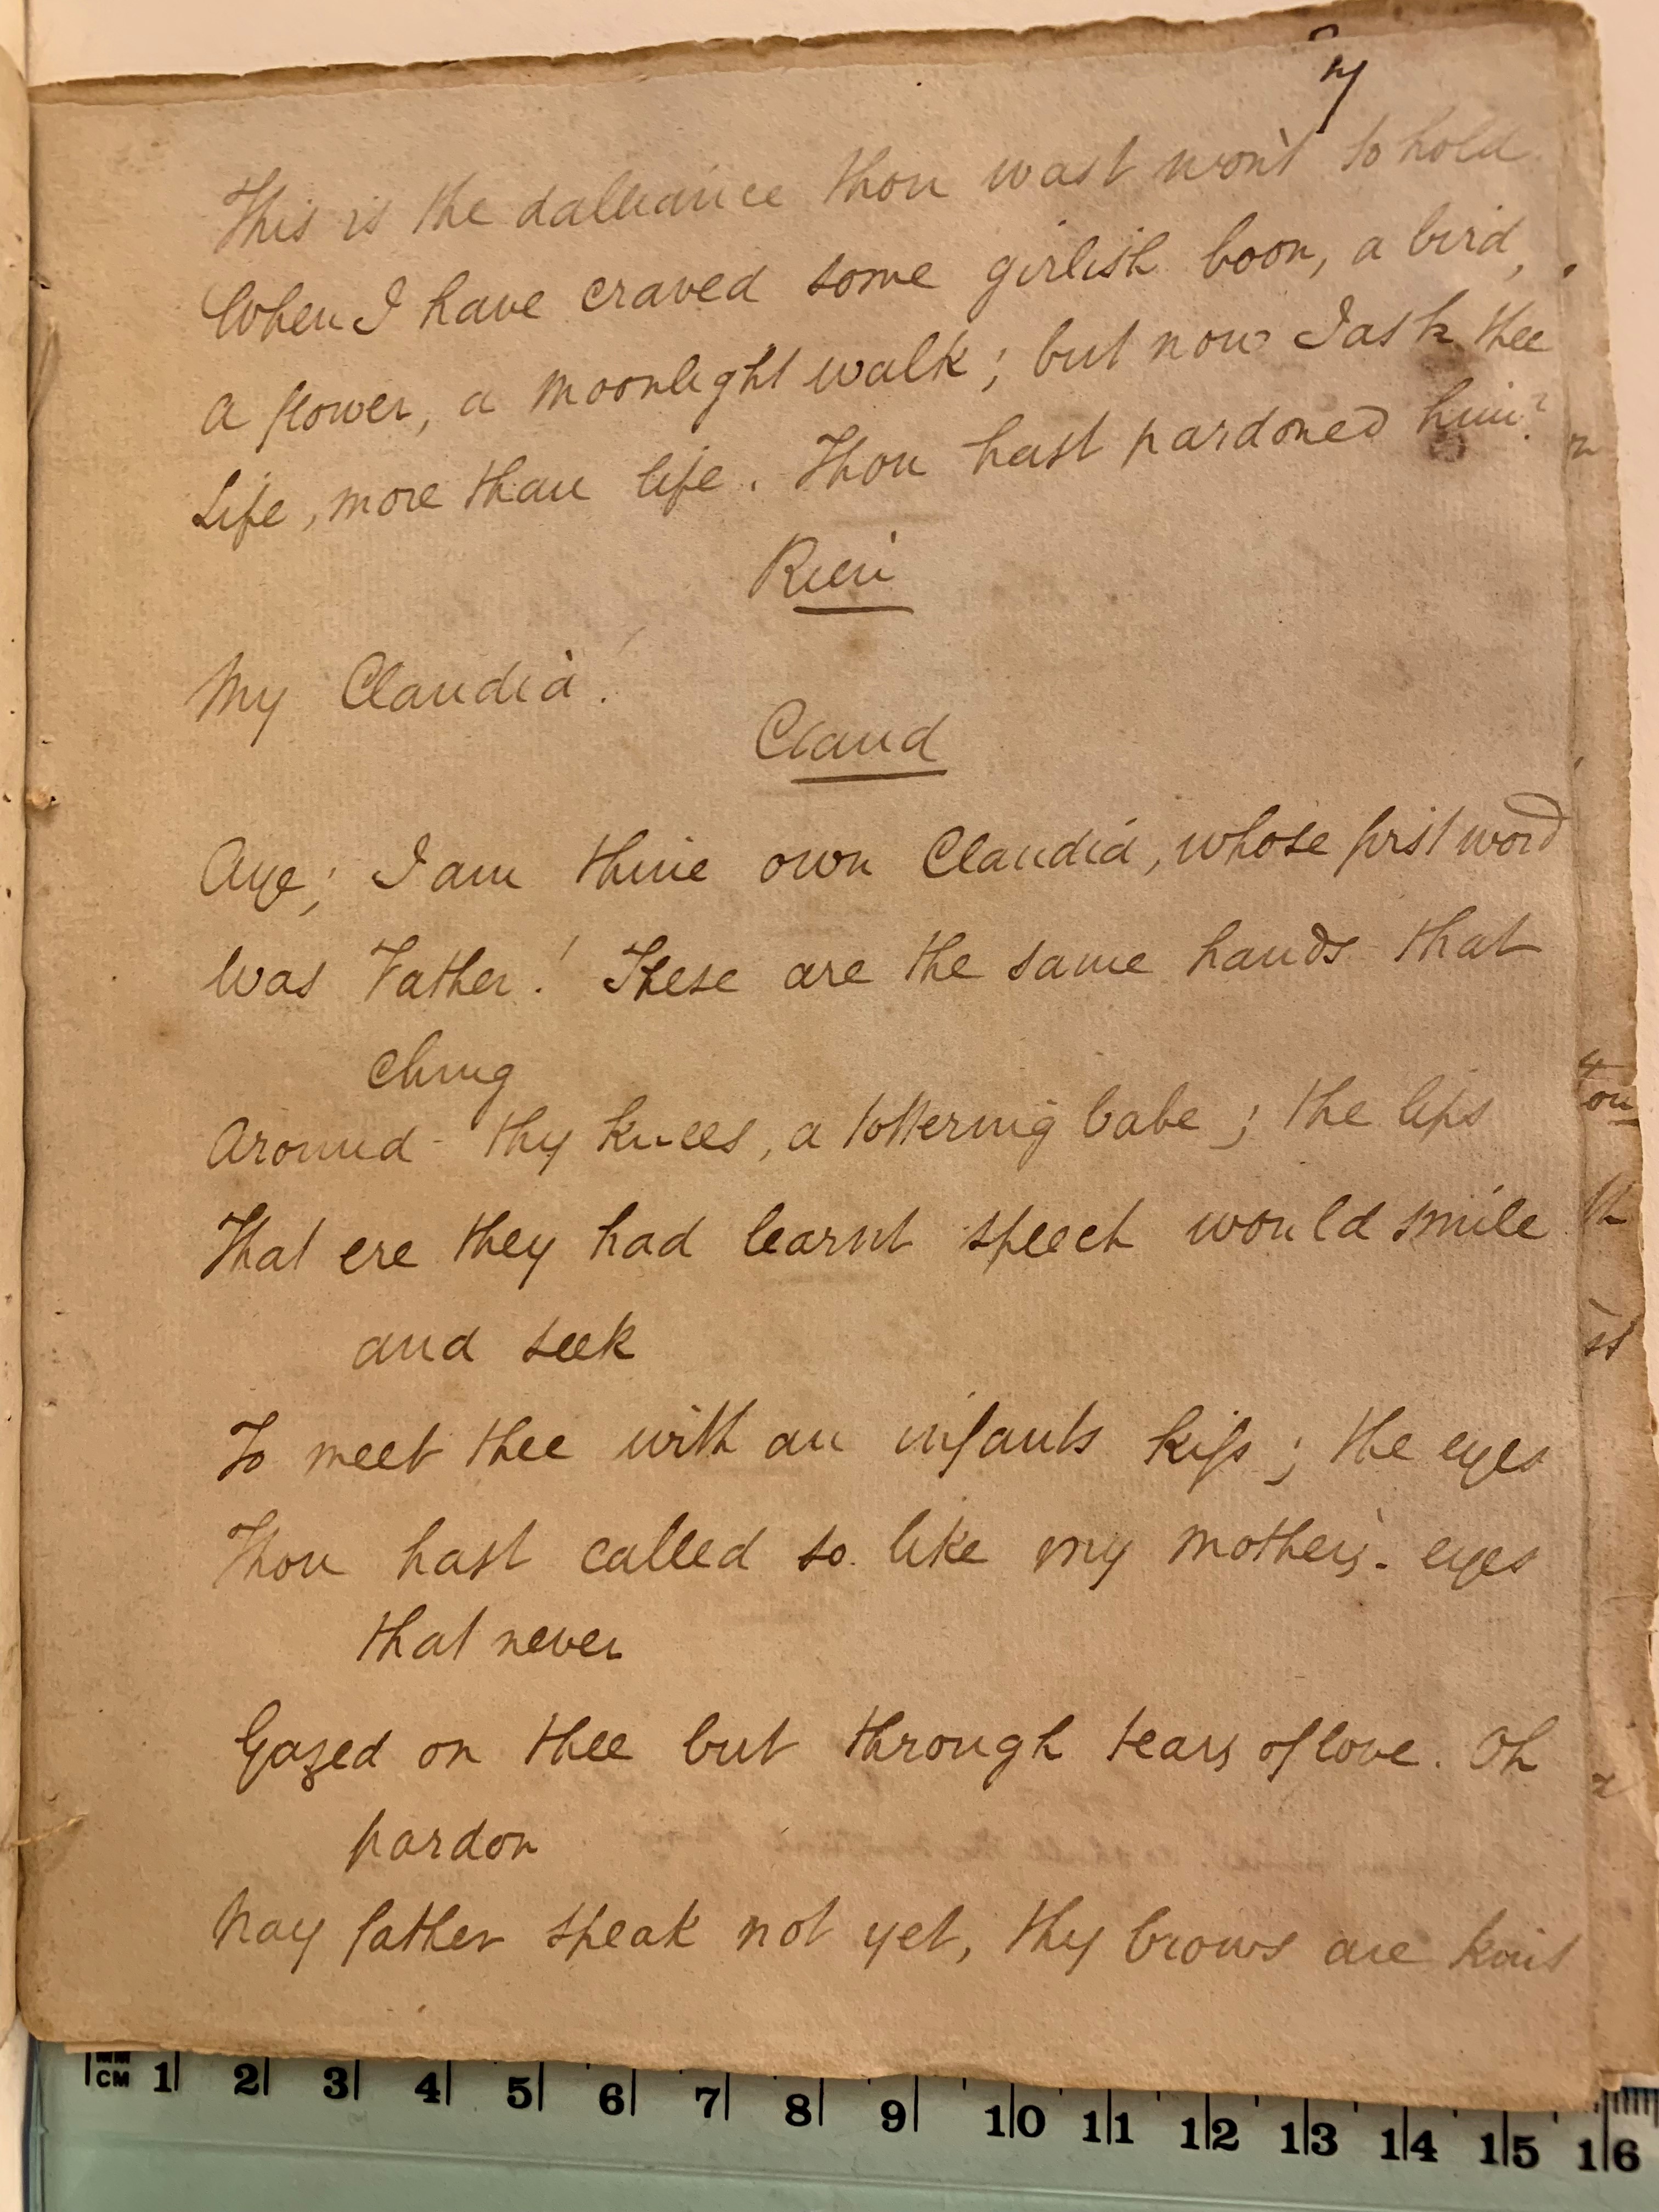 7
This is the dalliance thou wast wont to hold
When I have craved some girlish boon, a bird,
A flower, a moonlight walk; but now I ask thee
Life, more than life. Thou hast pardoned him?
Rien
My Claudia!
Claud
Aye; I am thine own Claudia, whose first word
Was Father! These are the same hands that
clung
Around thy knees, a tottering babe; the lips
That ere they had learnt speech would smile
and seek
To meet thee with an infants kiss; the eyes
Thou hast called so like my mother's. eyes
that never
Gazed on thee but through tears of love. Oh
pardon
Nay father speak not yet, thy brows are knit
MM
CM 1 2 3 4 5 6 7 8 9 10 11 12 13 14 15 16